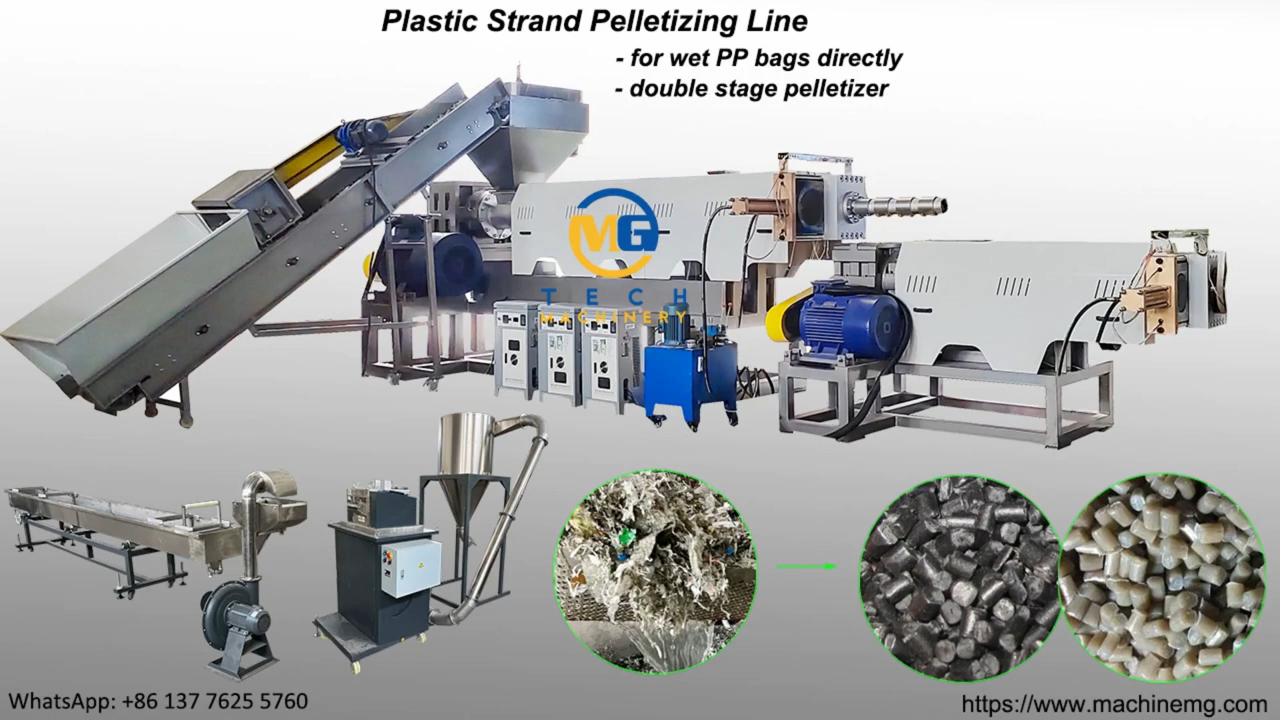 Plastic Strand Pelletizing Line
- for wet PP bags directly
- double stage pelletizer
MG
TECH
MACHINERY
WhatsApp: +86 137 7625 5760
https://www.machinemg.com